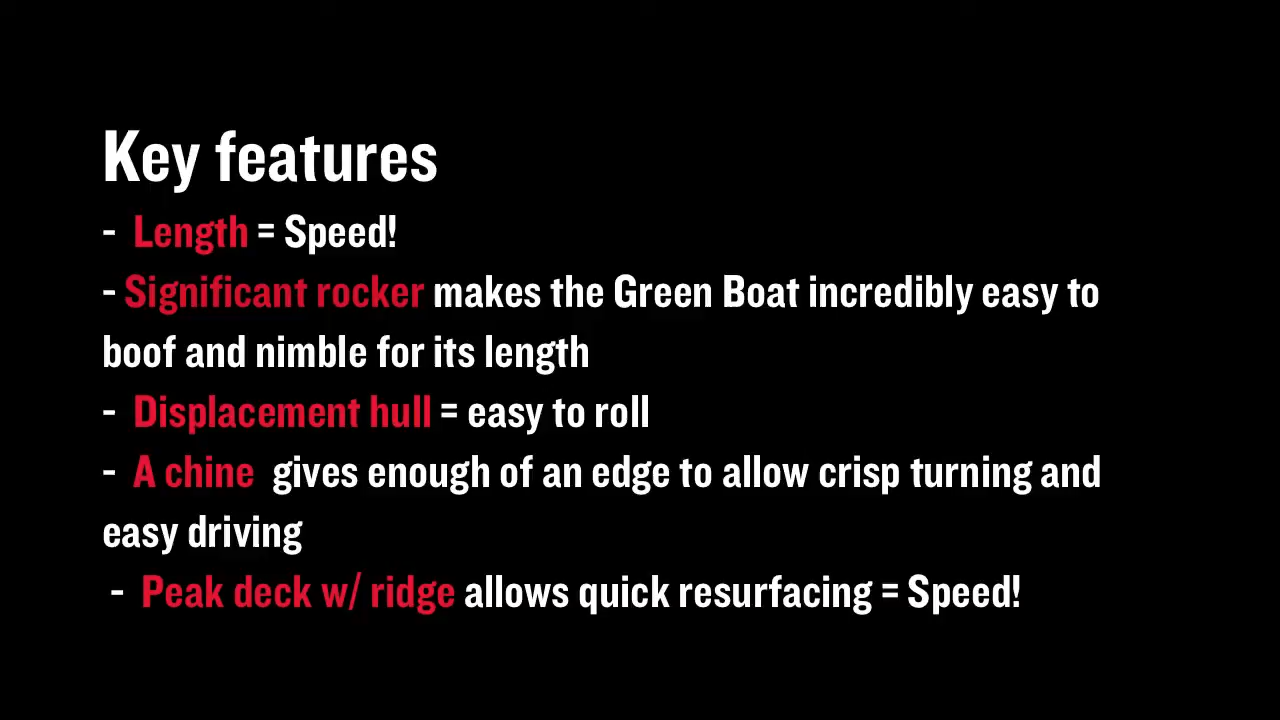 Key features
- Length = Speed!
- Significant rocker makes the Green Boat incredibly easy to
boof and nimble for its length
- Displacement hull = easy to roll
- A chine gives enough of an edge to allow crisp turning and
easy driving
- Peak deck w/ ridge allows quick resurfacing = Speed!